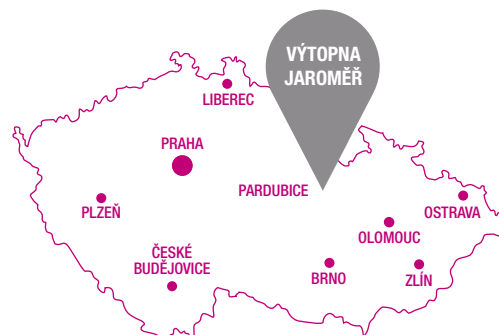 VÝTOPNA
JAROMĚŘ
LIBEREC
PRAHA
PARDUBICE
PLZEŇ
OSTRAVA
OLOMOUC
ČESKÉ
BUDĚJOVICE
BRNO
ZLÍN